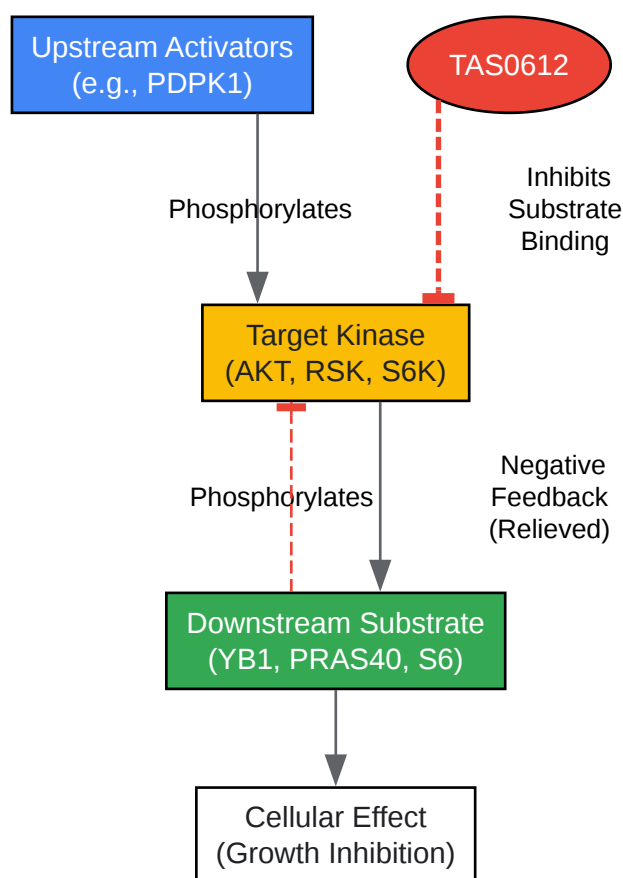 Upstream Activators
(e.g., PDPK1)
TAS0612
Phosphorylates
Inhibits
Substrate
Binding
Target Kinase
(AKT, RSK, S6K)
Phosphorylates
Negative
Feedback
(Relieved)
Downstream Substrate
(YB1, PRAS40, S6)
Cellular Effect
(Growth Inhibition)